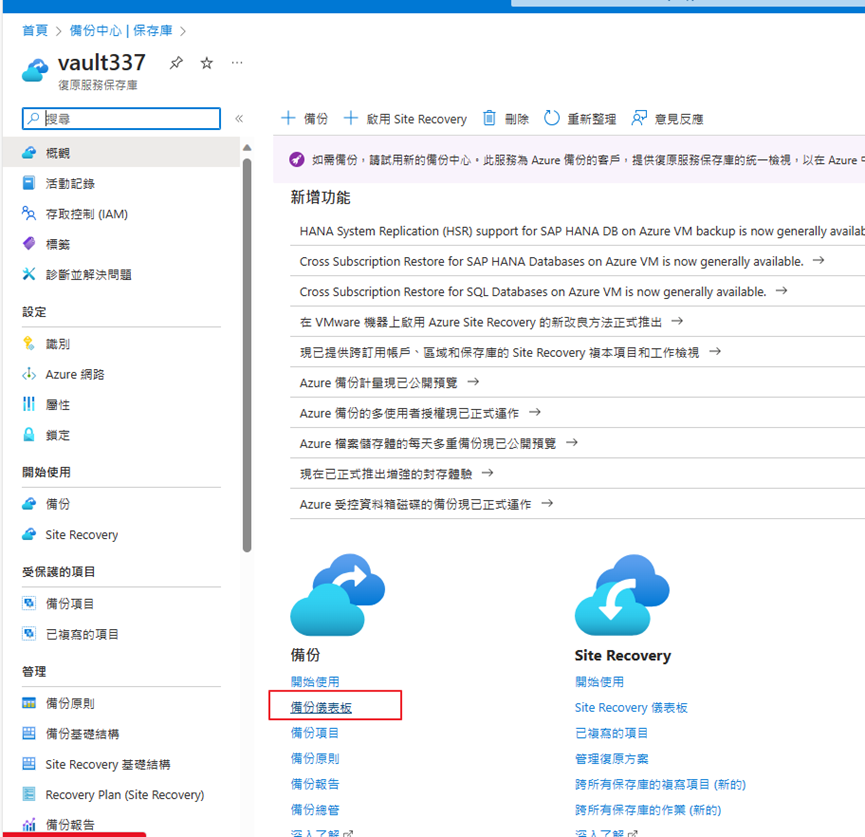 首頁 > 備份中心 | 保存庫 >
vault337
復原服務保存庫
搜尋
概觀
活動記錄
存取控制 (IAM)
標籤
診斷並解決問題
設定
識別
Azure 網路
屬性
鎖定
開始使用
備份
Site Recovery
受保護的項目
備份項目
已複寫的項目
管理
備份原則
備份基礎結構
Site Recovery 基礎結構
Recovery Plan (Site Recovery)
備份報告
備份 啟用 Site Recovery 刪除 重新整理 意見反應
如需備份，請試用新的備份中心。此服務為 Azure 備份的客戶，提供復原服務保存庫的統一檢視，以在 Azure
新增功能
HANA System Replication (HSR) support for SAP HANA DB on Azure VM backup is now generally availab
Cross Subscription Restore for SAP HANA Databases on Azure VM is now generally available. →
Cross Subscription Restore for SQL Databases on Azure VM is now generally available. →
在 VMware 機器上啟用 Azure Site Recovery 的新改良方法正式推出 →
現已提供跨訂用帳戶、區域和保存庫的 Site Recovery 複本項目和工作檢視 →
Azure 備份計量現已公開預覽 →
Azure 備份的多使用者授權現已正式運作 →
Azure 檔案儲存體的每天多重備份現已公開預覽 →
現在已正式推出增強的封存體驗 →
Azure 受控資料箱磁碟的備份現已正式運作 →
備份
開始使用
備份儀表板
備份項目
備份原則
備份報告
備份總管
深入了解
Site Recovery
開始使用
Site Recovery 儀表板
已複寫的項目
管理復原方案
跨所有保存庫的複寫項目 (新的)
跨所有保存庫的作業 (新的)
深入了解